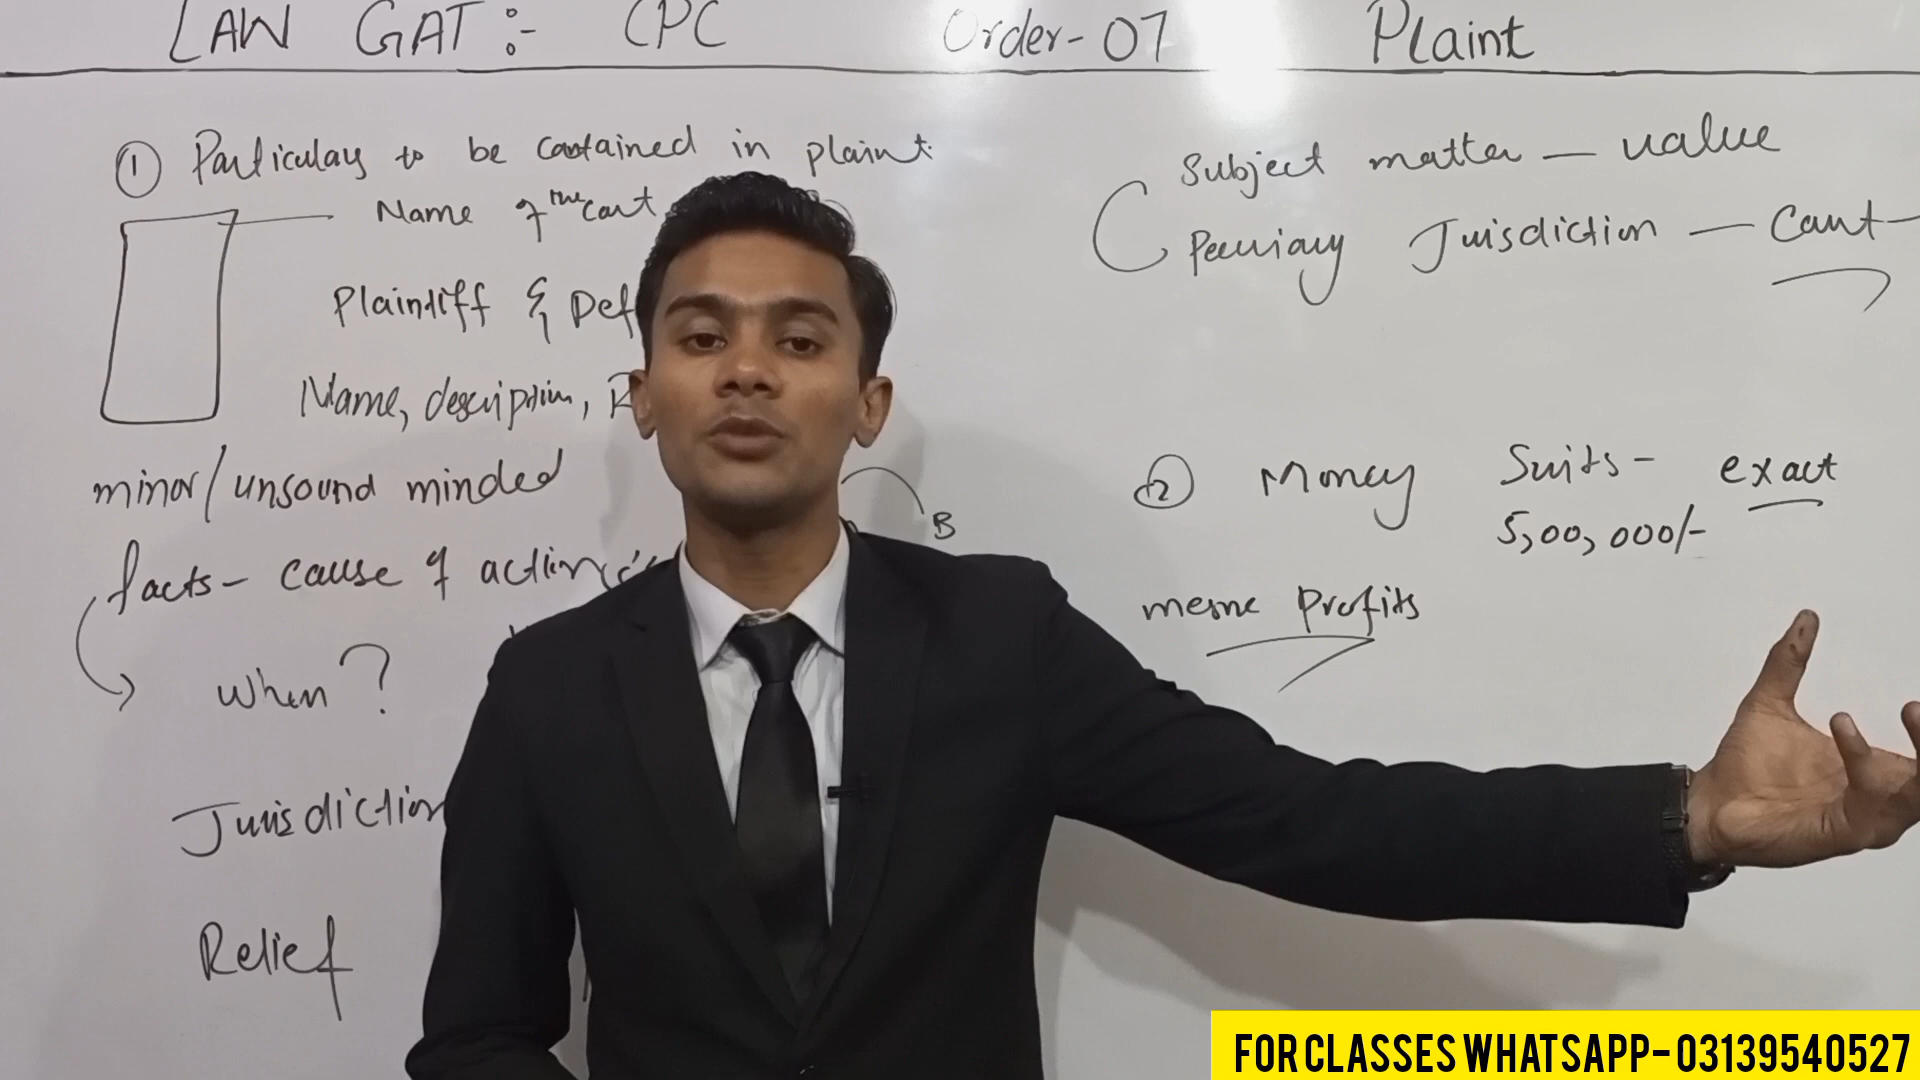 LAW GAT :- CPC Order-07 Plaint
① Particulars to be contained in plaint.
Name of the Court
Plaintiff & Def
Name, description, R
minor/unsound minded
facts- cause of action
B
When?
Jurisdiction
Relief
Subject matter — value
Pecuniary Jurisdiction — Court-
② Money Suits- exact
5,00,000/-
mesne Profits
FOR CLASSES WHATSAPP- 03139540527